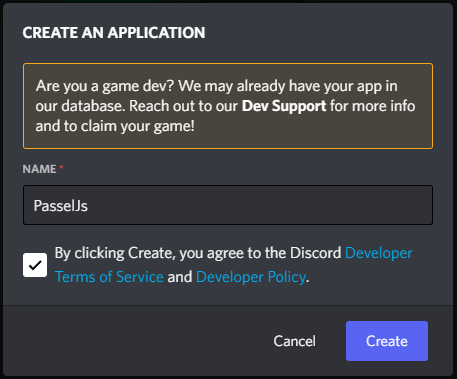 CREATE AN APPLICATION
Are you a game dev? We may already have your app in
our database. Reach out to our Dev Support for more info
and to claim your game!
NAME *
PasselJs
By clicking Create, you agree to the Discord Developer
Terms of Service and Developer Policy.
Cancel
Create